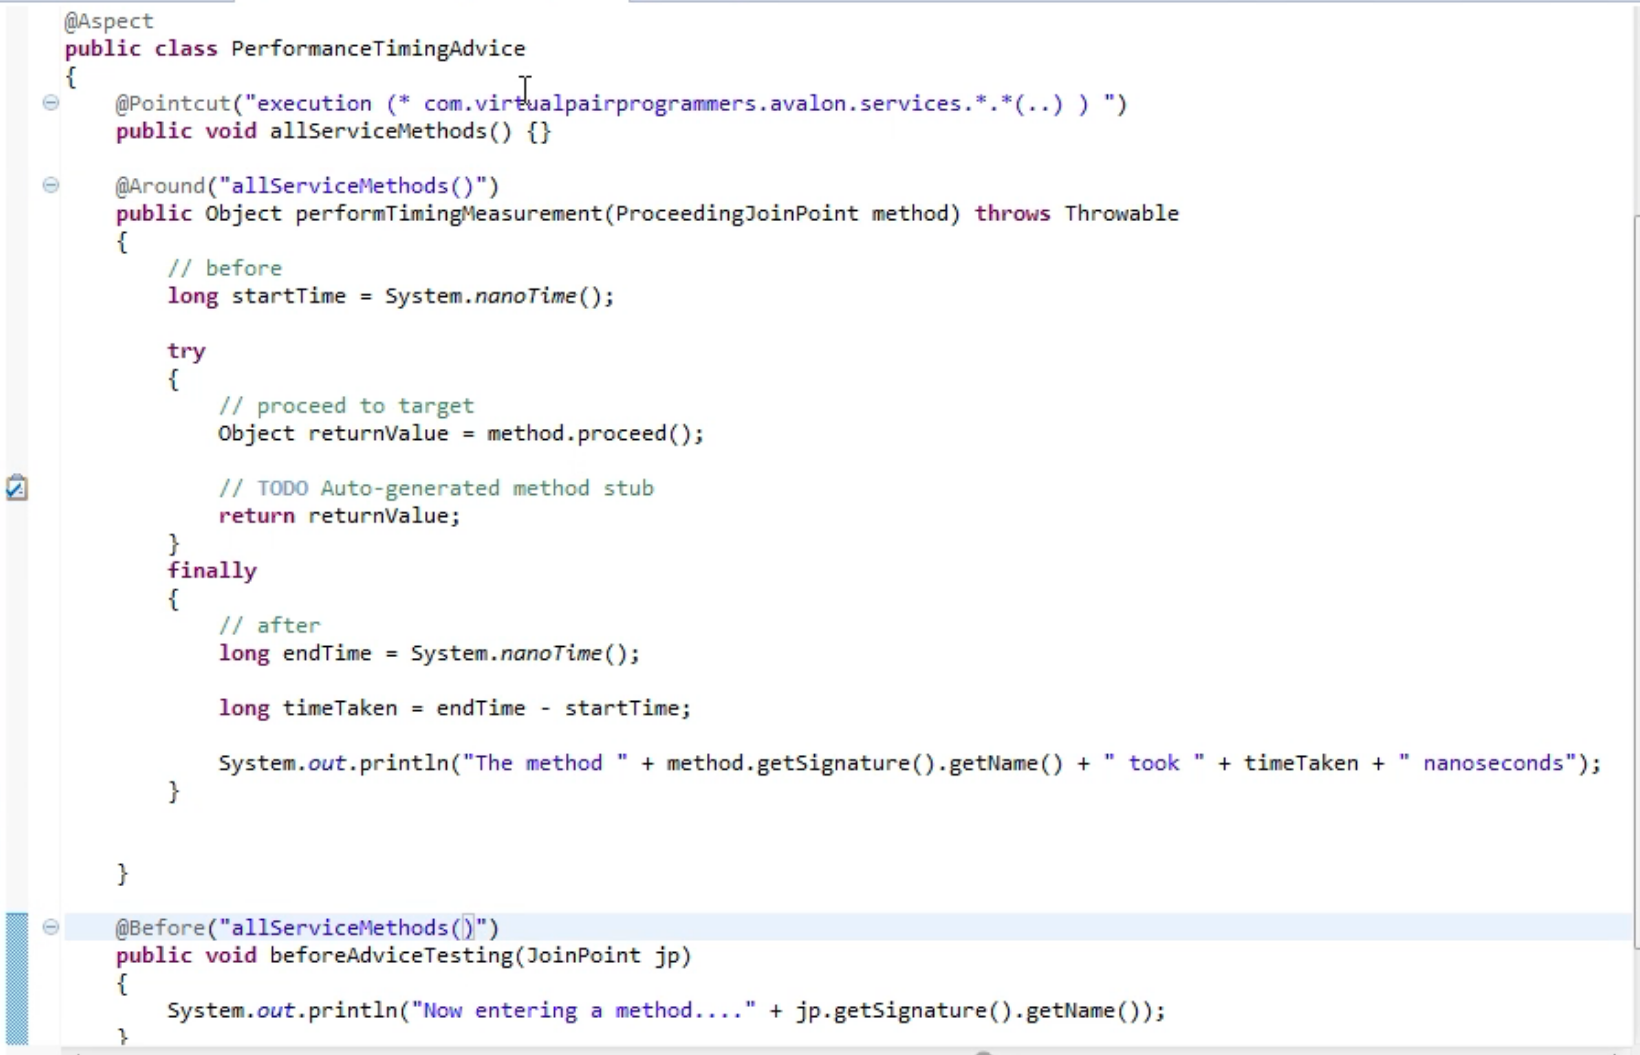 @Aspect
public class PerformanceTimingAdvice
{
@Pointcut("execution (* com.virtualpairprogrammers.avalon.services.*.*(..) ) ")
public void allServiceMethods() {}
@Around("allServiceMethods()")
public Object performTimingMeasurement(ProceedingJoinPoint method) throws Throwable
{
// before
long startTime = System.nanoTime();
try
{
// proceed to target
Object returnValue = method.proceed();
// TODO Auto-generated method stub
return returnValue;
}
finally
{
// after
long endTime = System.nanoTime();
long timeTaken = endTime - startTime;
System.out.println("The method " + method.getSignature().getName() + " took " + timeTaken + " nanoseconds");
}
}
@Before("allServiceMethods()")
public void beforeAdviceTesting(JoinPoint jp)
{
System.out.println("Now entering a method...." + jp.getSignature().getName());
}